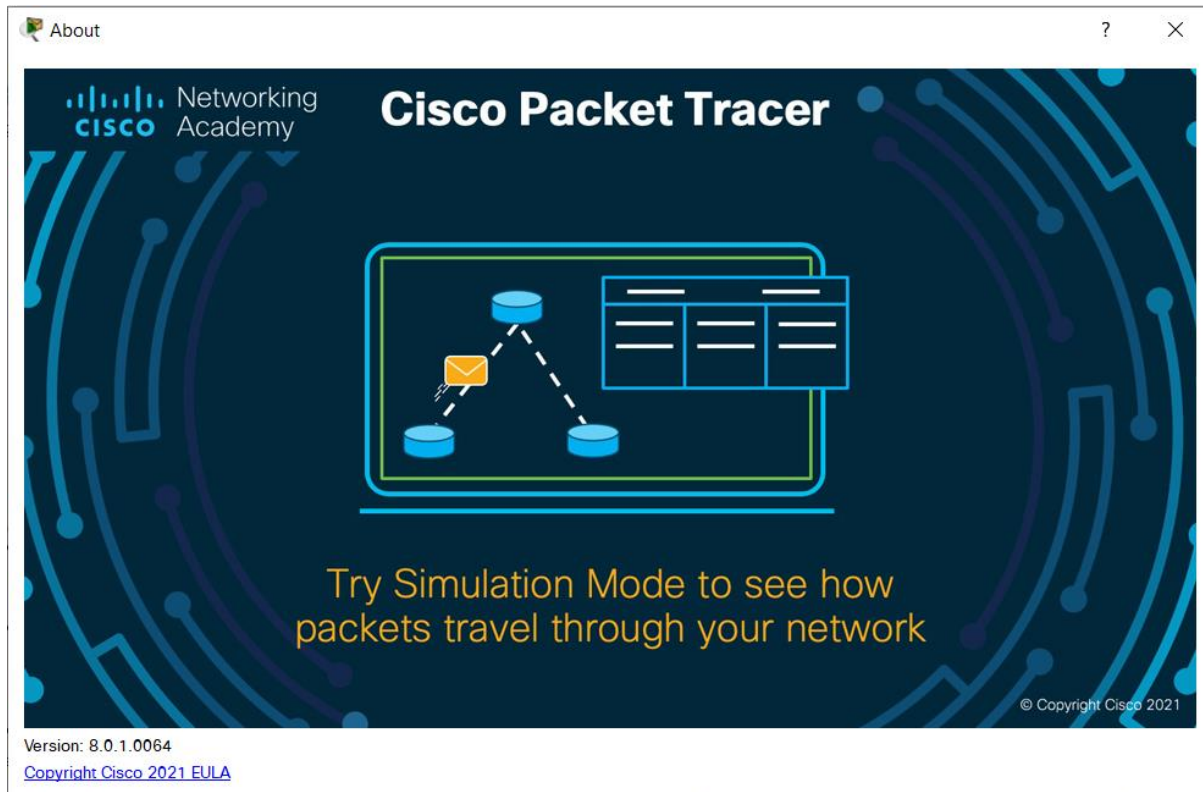 About
Networking
Academy
CISCO
Cisco Packet Tracer
Try Simulation Mode to see how
packets travel through your network
© Copyright Cisco 2021
Version: 8.0.1.0064
Copyright Cisco 2021 EULA